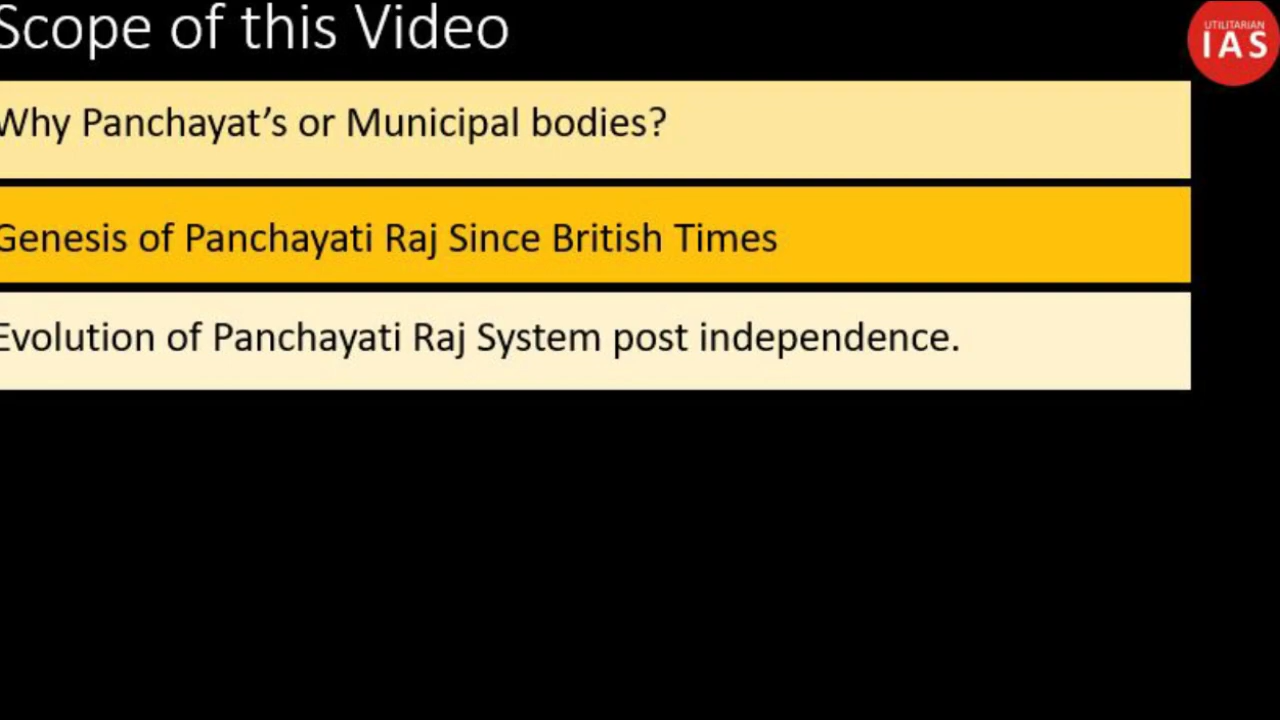 Scope of this Video
UTILITARIAN
IAS
Why Panchayat’s or Municipal bodies?
Genesis of Panchayati Raj Since British Times
Evolution of Panchayati Raj System post independence.